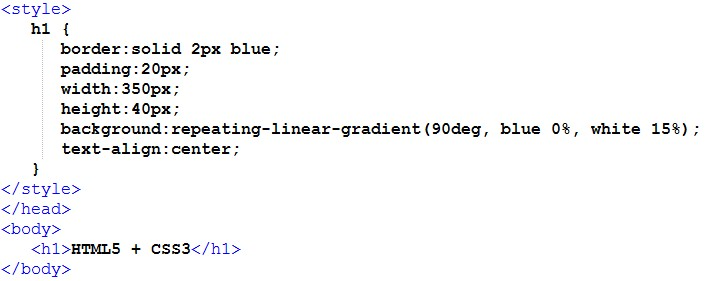 <style>
h1 {
border:solid 2px blue;
padding:20px;
width:350px;
height:40px;
background:repeating-linear-gradient(90deg, blue 0%, white 15%);
text-align:center;
}
</style>
</head>
<body>
<h1>HTML5 + CSS3</h1>
</body>